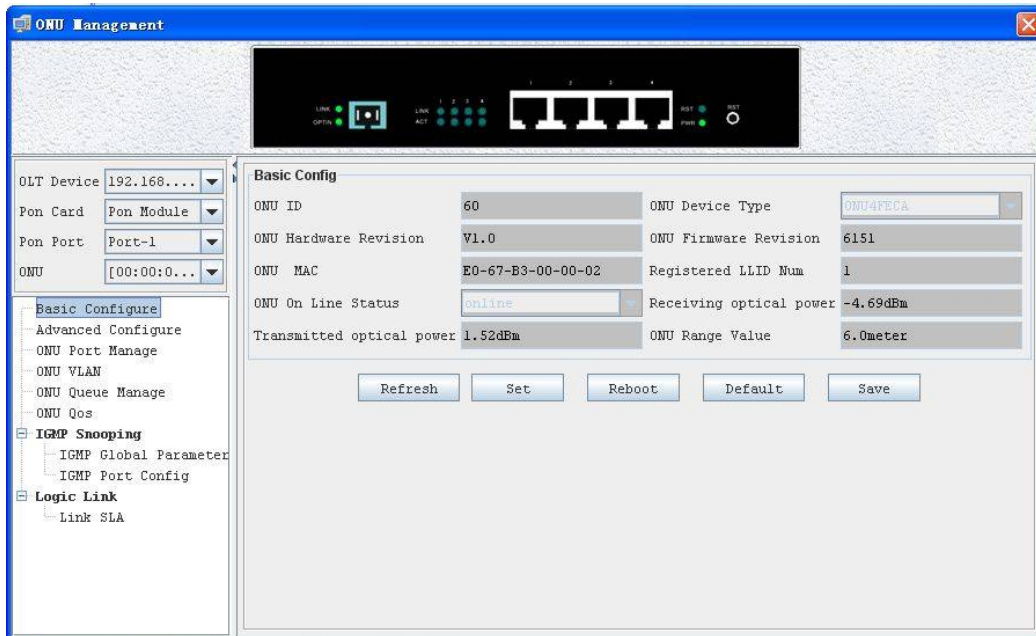 ONU Management
1 2 3 4
LINK
OPTIN
1 2 3 4
LINK
ACT
RST
PWR
RST
OLT Device 192.168....
Pon Card Pon Module
Pon Port Port-1
ONU [00:00:0...
Basic Configure
Advanced Configure
ONU Port Manage
ONU VLAN
ONU Queue Manage
ONU Qos
IGMP Snooping
IGMP Global Parameter
IGMP Port Config
Logic Link
Link SLA
Basic Config
ONU ID 60 ONU Device Type ONU4FECA
ONU Hardware Revision V1.0 ONU Firmware Revision 6151
ONU MAC E0-67-B3-00-00-02 Registered LLID Num 1
ONU On Line Status online Receiving optical power -4.69dBm
Transmitted optical power 1.52dBm ONU Range Value 6.0meter
Refresh Set Reboot Default Save